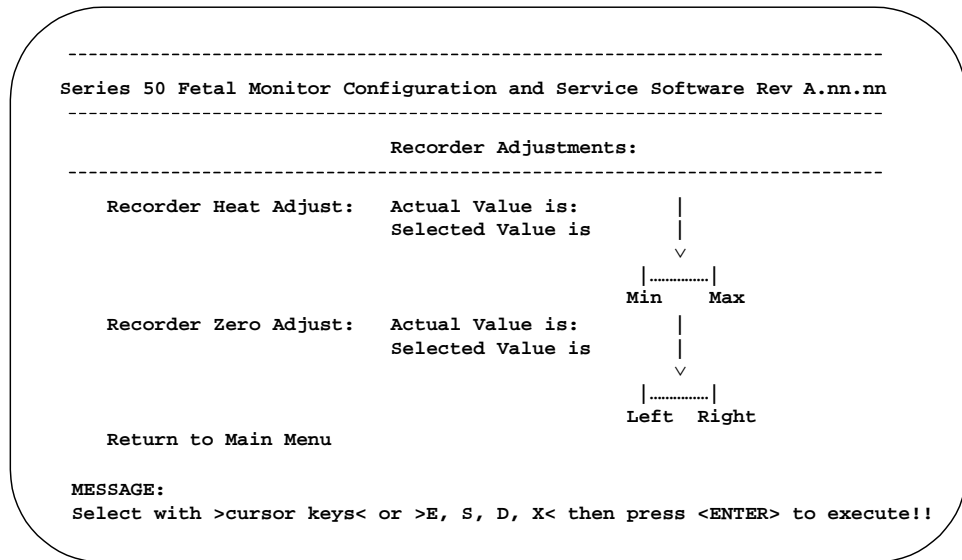 --------------------------------------------------------------------------------
Series 50 Fetal Monitor Configuration and Service Software Rev A.nn.nn
--------------------------------------------------------------------------------
Recorder Adjustments:
--------------------------------------------------------------------------------
Recorder Heat Adjust: Actual Value is: |
Selected Value is |
∨
|……………|
Min Max
Recorder Zero Adjust: Actual Value is: |
Selected Value is |
∨
|……………|
Left Right
Return to Main Menu
MESSAGE:
Select with >cursor keys< or >E, S, D, X< then press <ENTER> to execute!!